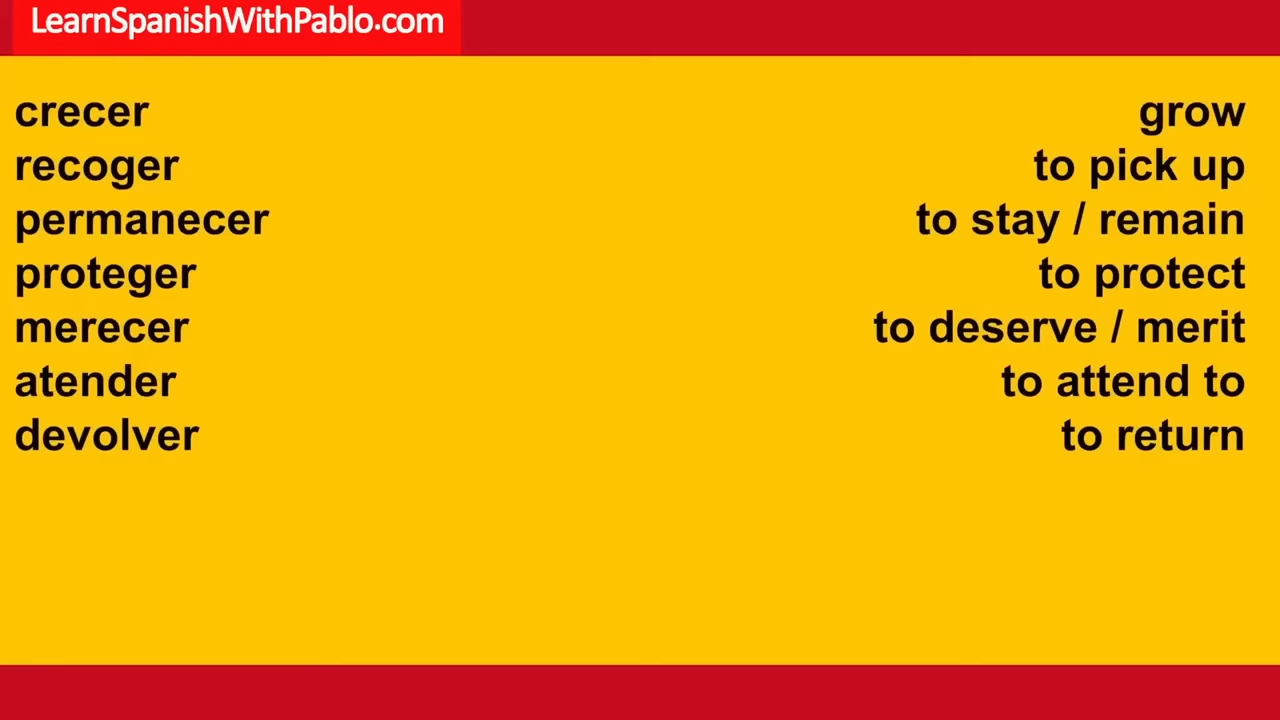 LearnSpanishWithPablo.com
crecer grow
recoger to pick up
permanecer to stay / remain
proteger to protect
merecer to deserve / merit
atender to attend to
devolver to return